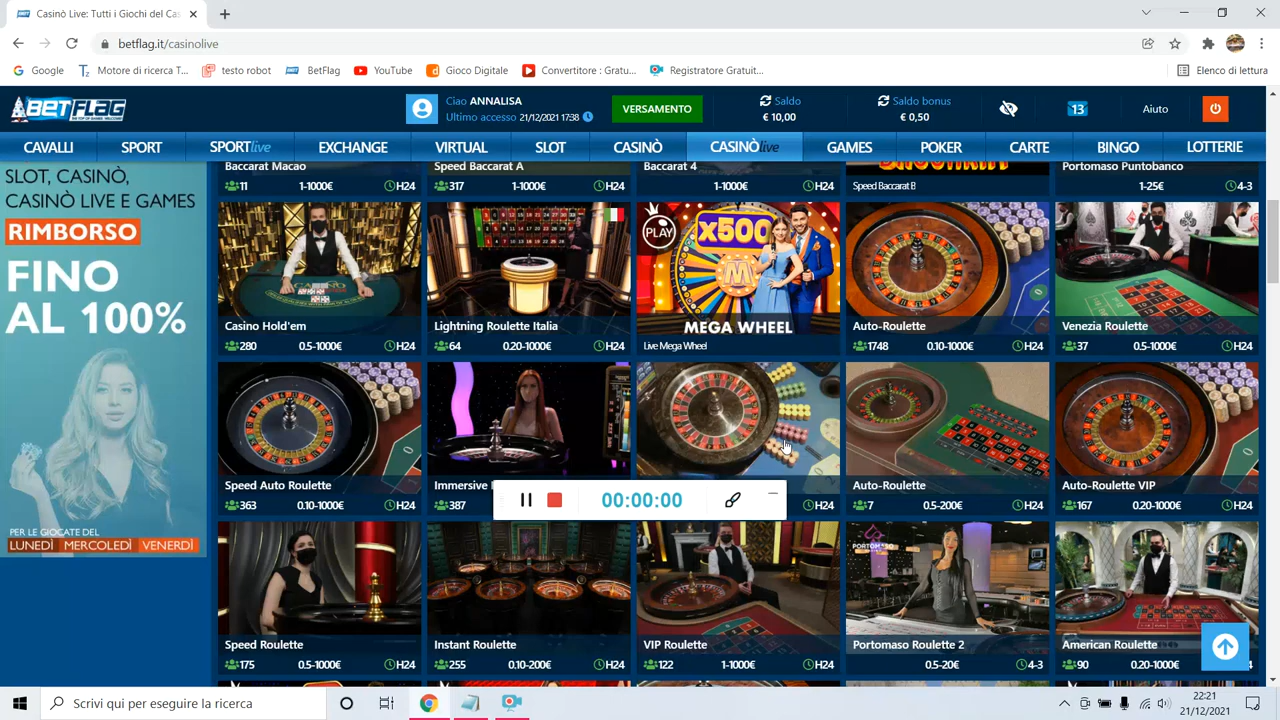 Casinò Live: Tutti i Giochi del Cas
betflag.it/casinolive
Google
Motore di ricerca T...
testo robot
BetFlag
YouTube
Gioco Digitale
Convertitore : Gratu...
Registratore Gratuit...
Elenco di lettura
BETFLAG
Ciao ANNALISA
Ultimo accesso 21/12/2021 17:38
VERSAMENTO
Saldo
€ 10,00
Saldo bonus
€ 0,50
13
Aiuto
CAVALLI SPORT SPORTlive EXCHANGE VIRTUAL SLOT CASINÒ CASINÒlive GAMES POKER CARTE BINGO LOTTERIE
SLOT, CASINÒ,
CASINÒ LIVE E GAMES
RIMBORSO
FINO
AL 100%
PER LE GIOCATE DEL
LUNEDÌ MERCOLEDÌ VENERDÌ
Baccarat Macao
11 1-1000€ H24
Speed Baccarat A
317 1-1000€ H24
Baccarat 4
1-1000€ H24
Speed Baccarat B
Portomaso Puntobanco
1-25€ 4-3
Casino Hold'em
280 0.5-1000€ H24
Lightning Roulette Italia
64 0.20-1000€ H24
PLAY
x500
M
MEGA WHEEL
Live Mega Wheel
Auto-Roulette
1748 0.10-1000€ H24
Venezia Roulette
37 0.5-1000€ H24
Speed Auto Roulette
363 0.10-1000€ H24
Immersive
387
H24
Auto-Roulette
7 0.5-200€ H24
Auto-Roulette VIP
167 0.20-1000€ H24
00:00:00
Speed Roulette
175 0.5-1000€ H24
Instant Roulette
255 0.10-200€ H24
VIP Roulette
122 1-1000€ H24
PORTOMASO
Portomaso Roulette 2
0.5-20€ 4-3
American Roulette
90 0.20-1000€ H24
Scrivi qui per eseguire la ricerca
22:21
21/12/2021